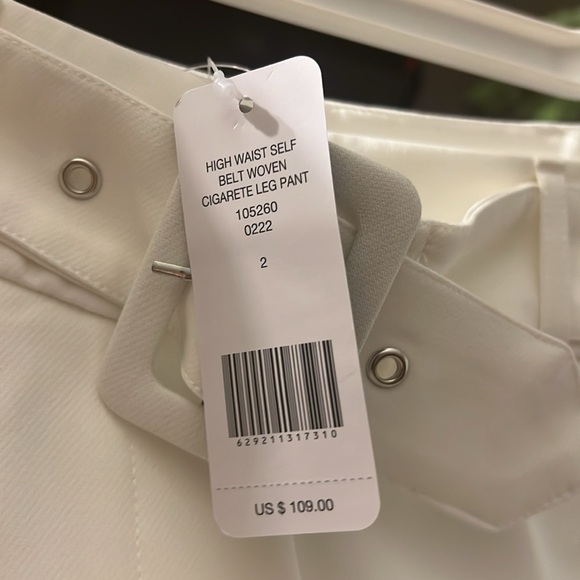 HIGH WAIST SELF
BELT WOVEN
CIGARETE LEG PANT
105260
0222
2
629211317310
US $ 109.00